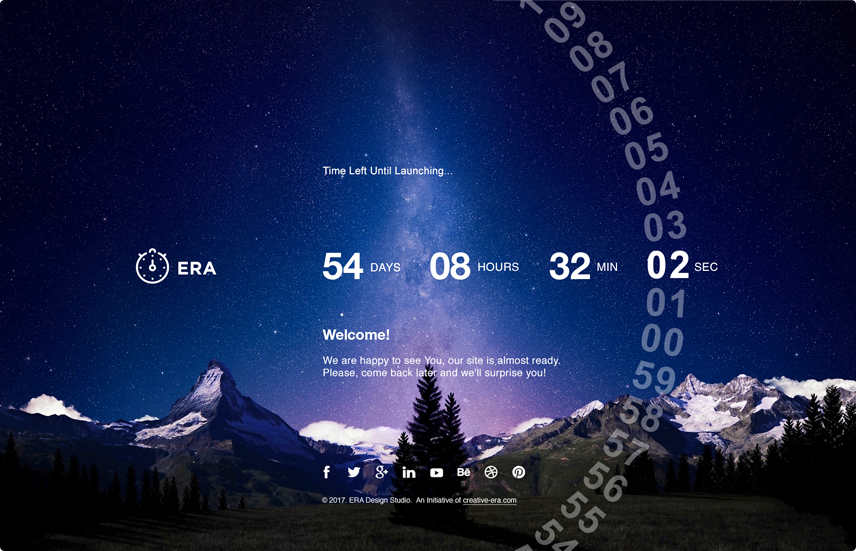 10
09
08
07
06
05
04
03
Time Left Until Launching...
ERA
54 DAYS 08 HOURS 32 MIN 02 SEC
01
00
59
58
57
56
55
54
Welcome!
We are happy to see You, our site is almost ready.
Please, come back later and we'll surprise you!
© 2017. ERA Design Studio. An Initiative of creative-era.com